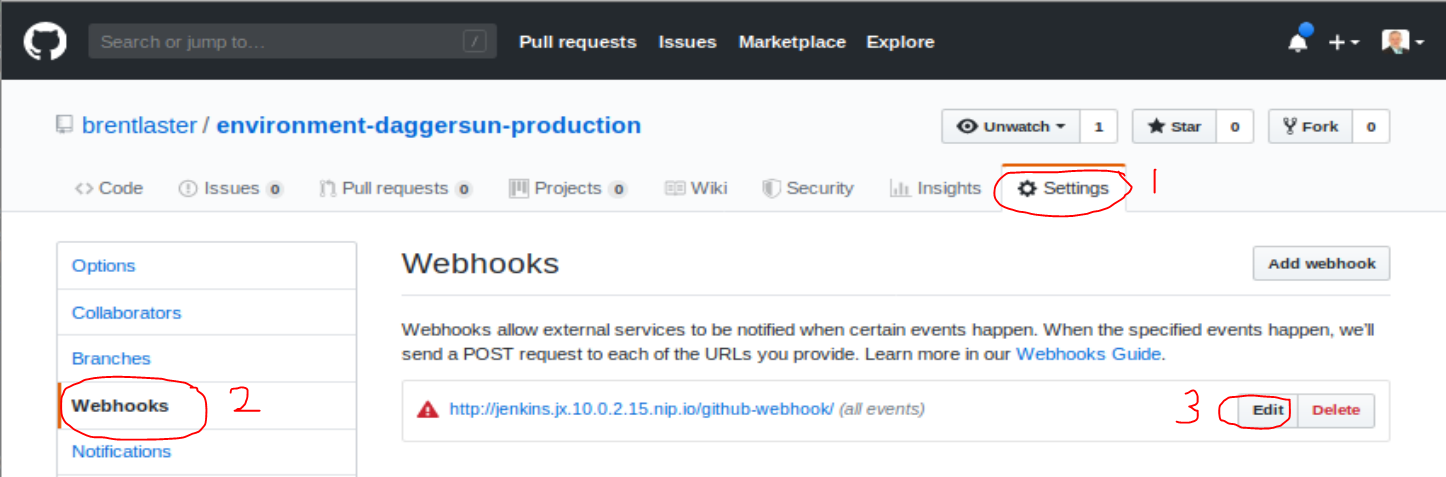 Search or jump to… / Pull requests Issues Marketplace Explore
brentlaster / environment-daggersun-production Unwatch 1 Star 0 Fork 0
Code Issues 0 Pull requests 0 Projects 0 Wiki Security Insights Settings 1
Options
Collaborators
Branches
Webhooks 2
Notifications
Webhooks Add webhook
Webhooks allow external services to be notified when certain events happen. When the specified events happen, we'll
send a POST request to each of the URLs you provide. Learn more in our Webhooks Guide.
http://jenkins.jx.10.0.2.15.nip.io/github-webhook/ (all events) 3 Edit Delete